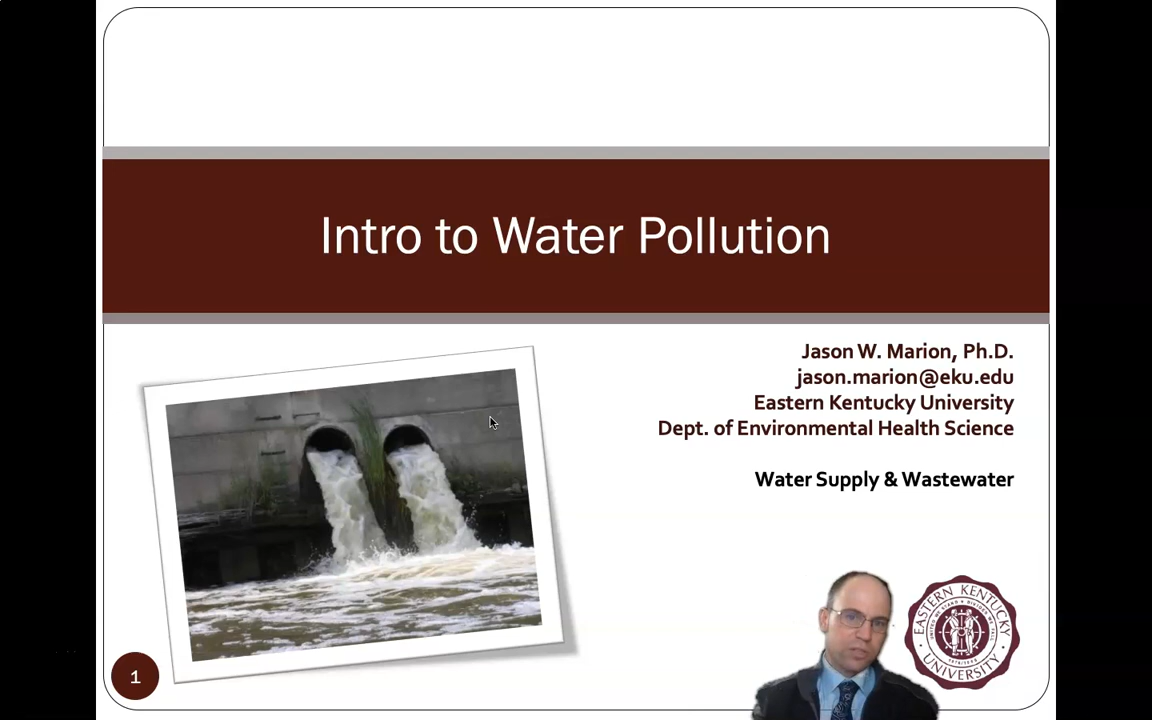 Intro to Water Pollution
Jason W. Marion, Ph.D.
jason.marion@eku.edu
Eastern Kentucky University
Dept. of Environmental Health Science
Water Supply & Wastewater
EASTERN KENTUCKY
UNIVERSITY
1